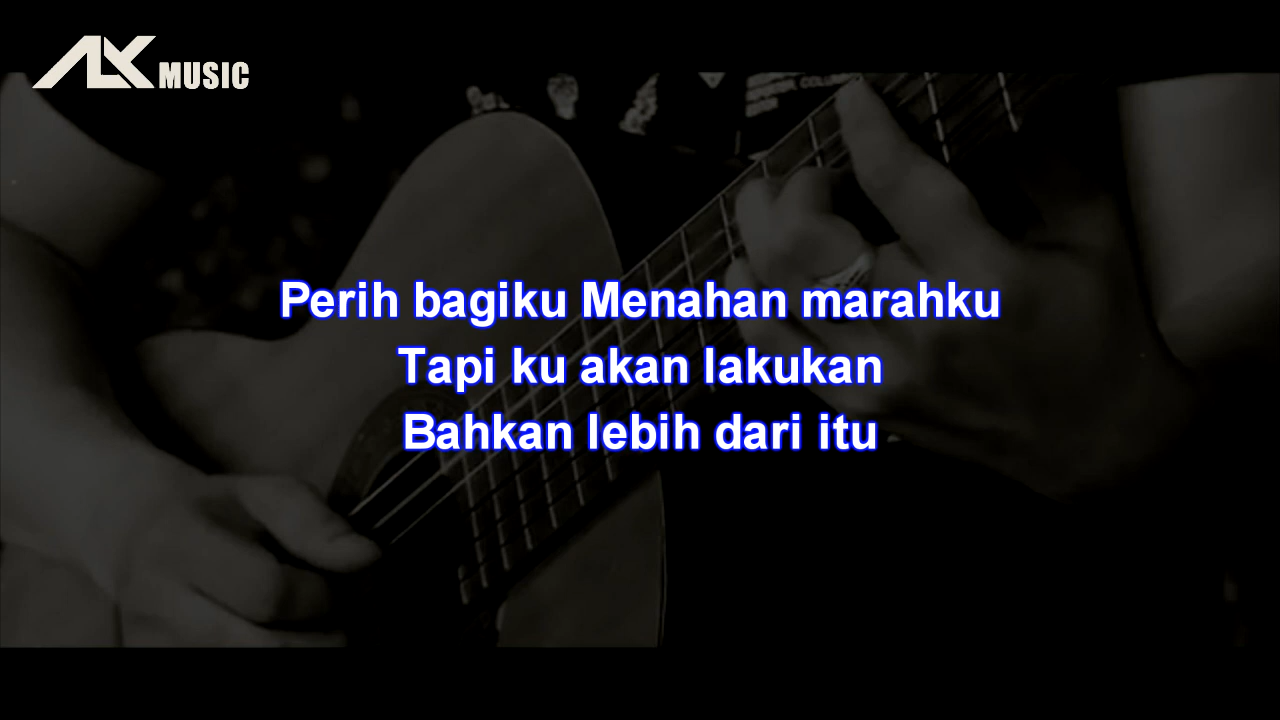 ALK MUSIC
Perih bagiku Menahan marahku
Tapi ku akan lakukan
Bahkan lebih dari itu